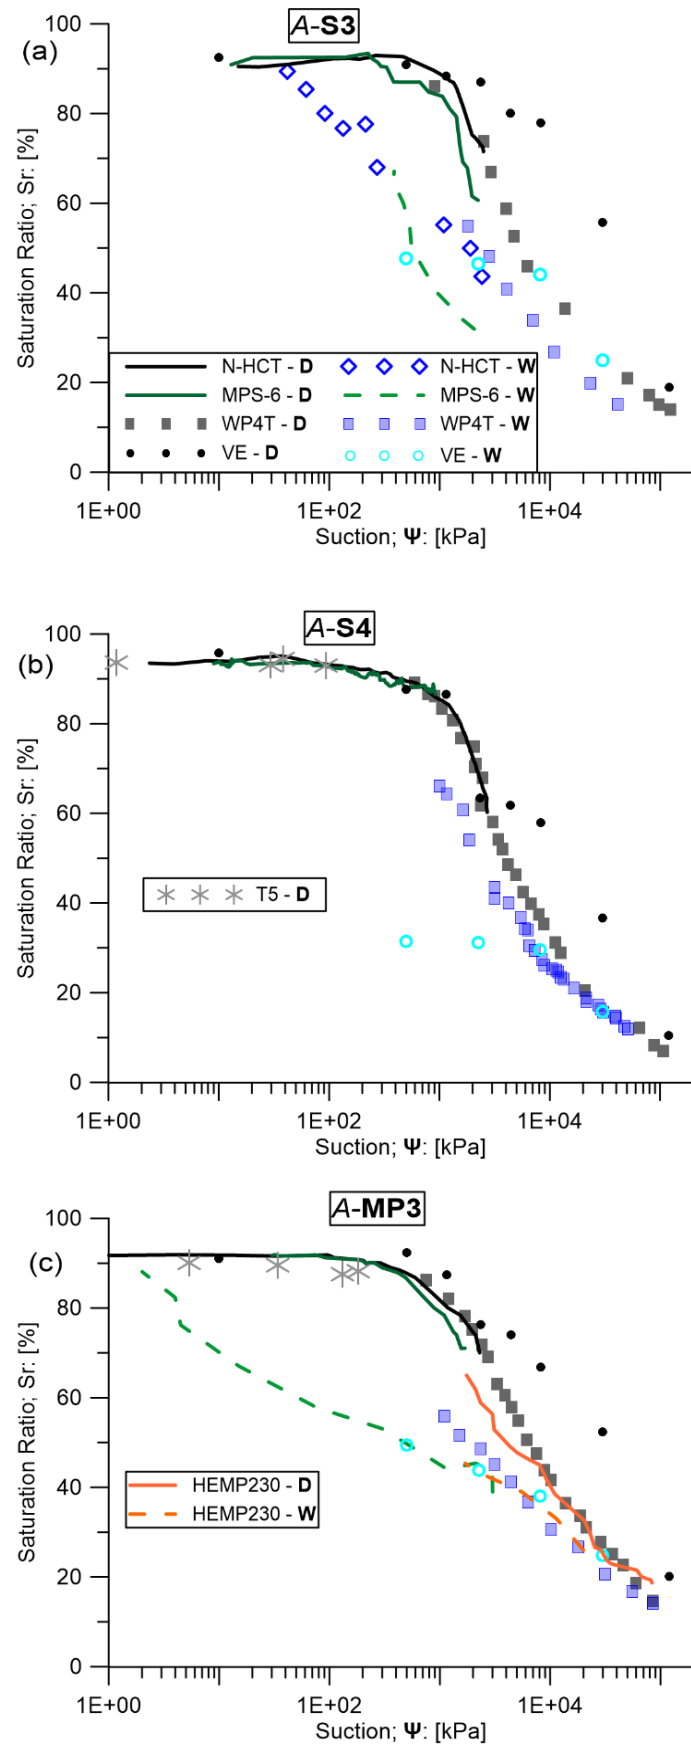 A-S3
(a)
100
80
60
40
20
0
Saturation Ratio; Sr: [%]
N-HCT - D
N-HCT - W
MPS-6 - D
MPS-6 - W
WP4T - D
WP4T - W
VE - D
VE - W
1E+00 1E+02 1E+04
Suction; Ψ: [kPa]
A-S4
(b)
100
80
60
40
20
0
Saturation Ratio; Sr: [%]
T5 - D
1E+00 1E+02 1E+04
Suction; Ψ: [kPa]
A-MP3
(c)
100
80
60
40
20
0
Saturation Ratio; Sr: [%]
HEMP230 - D
HEMP230 - W
1E+00 1E+02 1E+04
Suction; Ψ: [kPa]